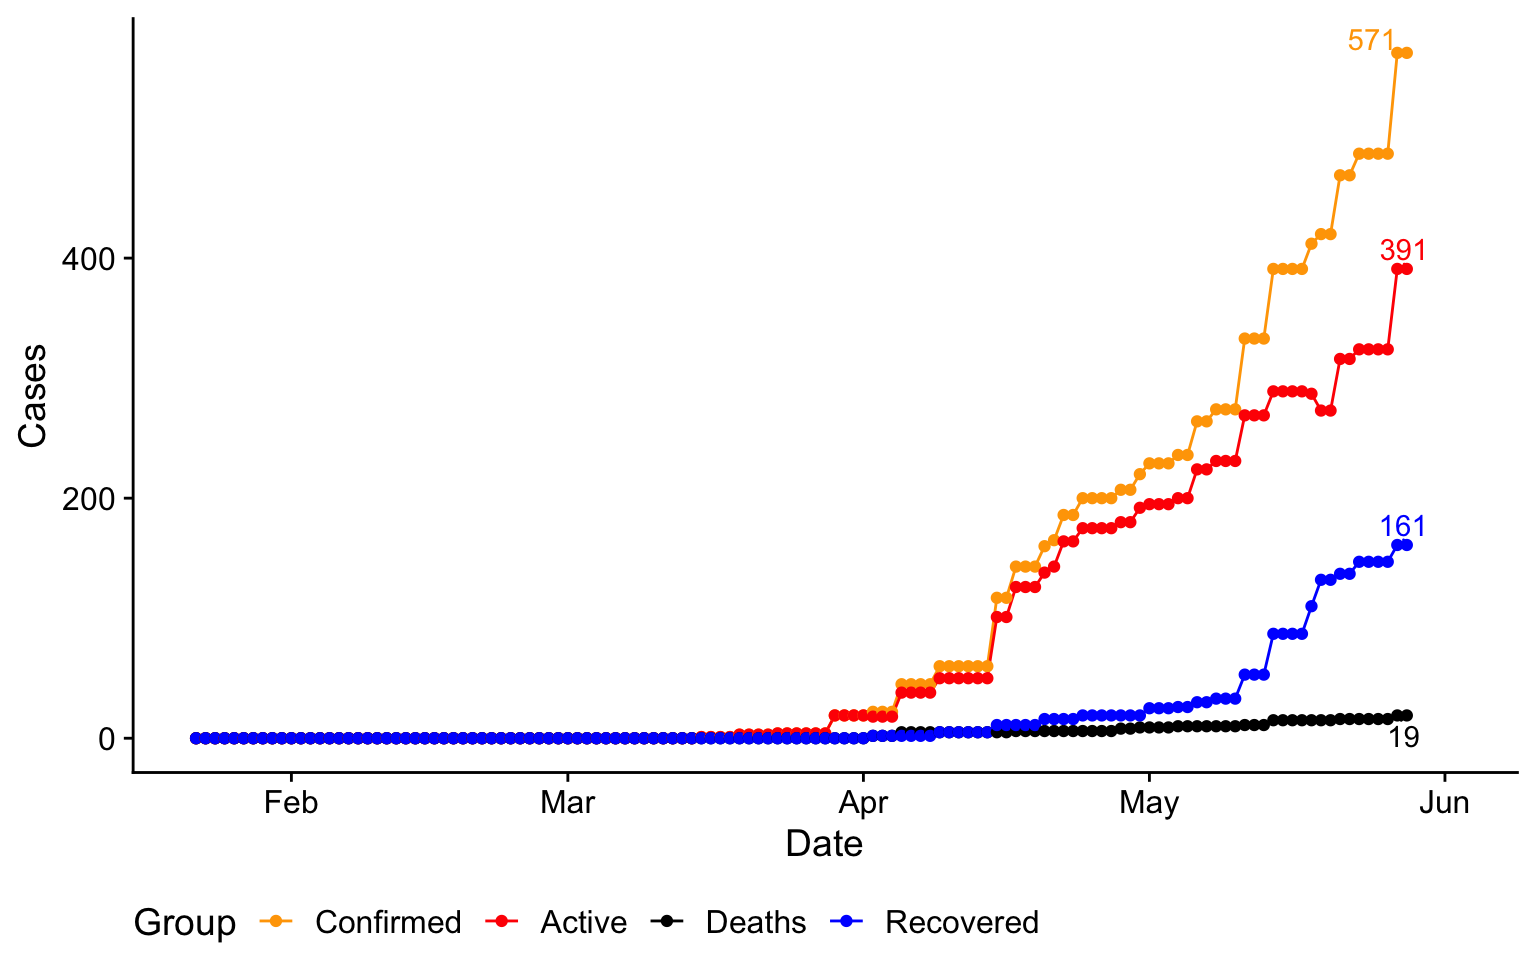 571
400
391
Cases
200
161
0
19
Feb Mar Apr May Jun
Date
Group Confirmed Active Deaths Recovered